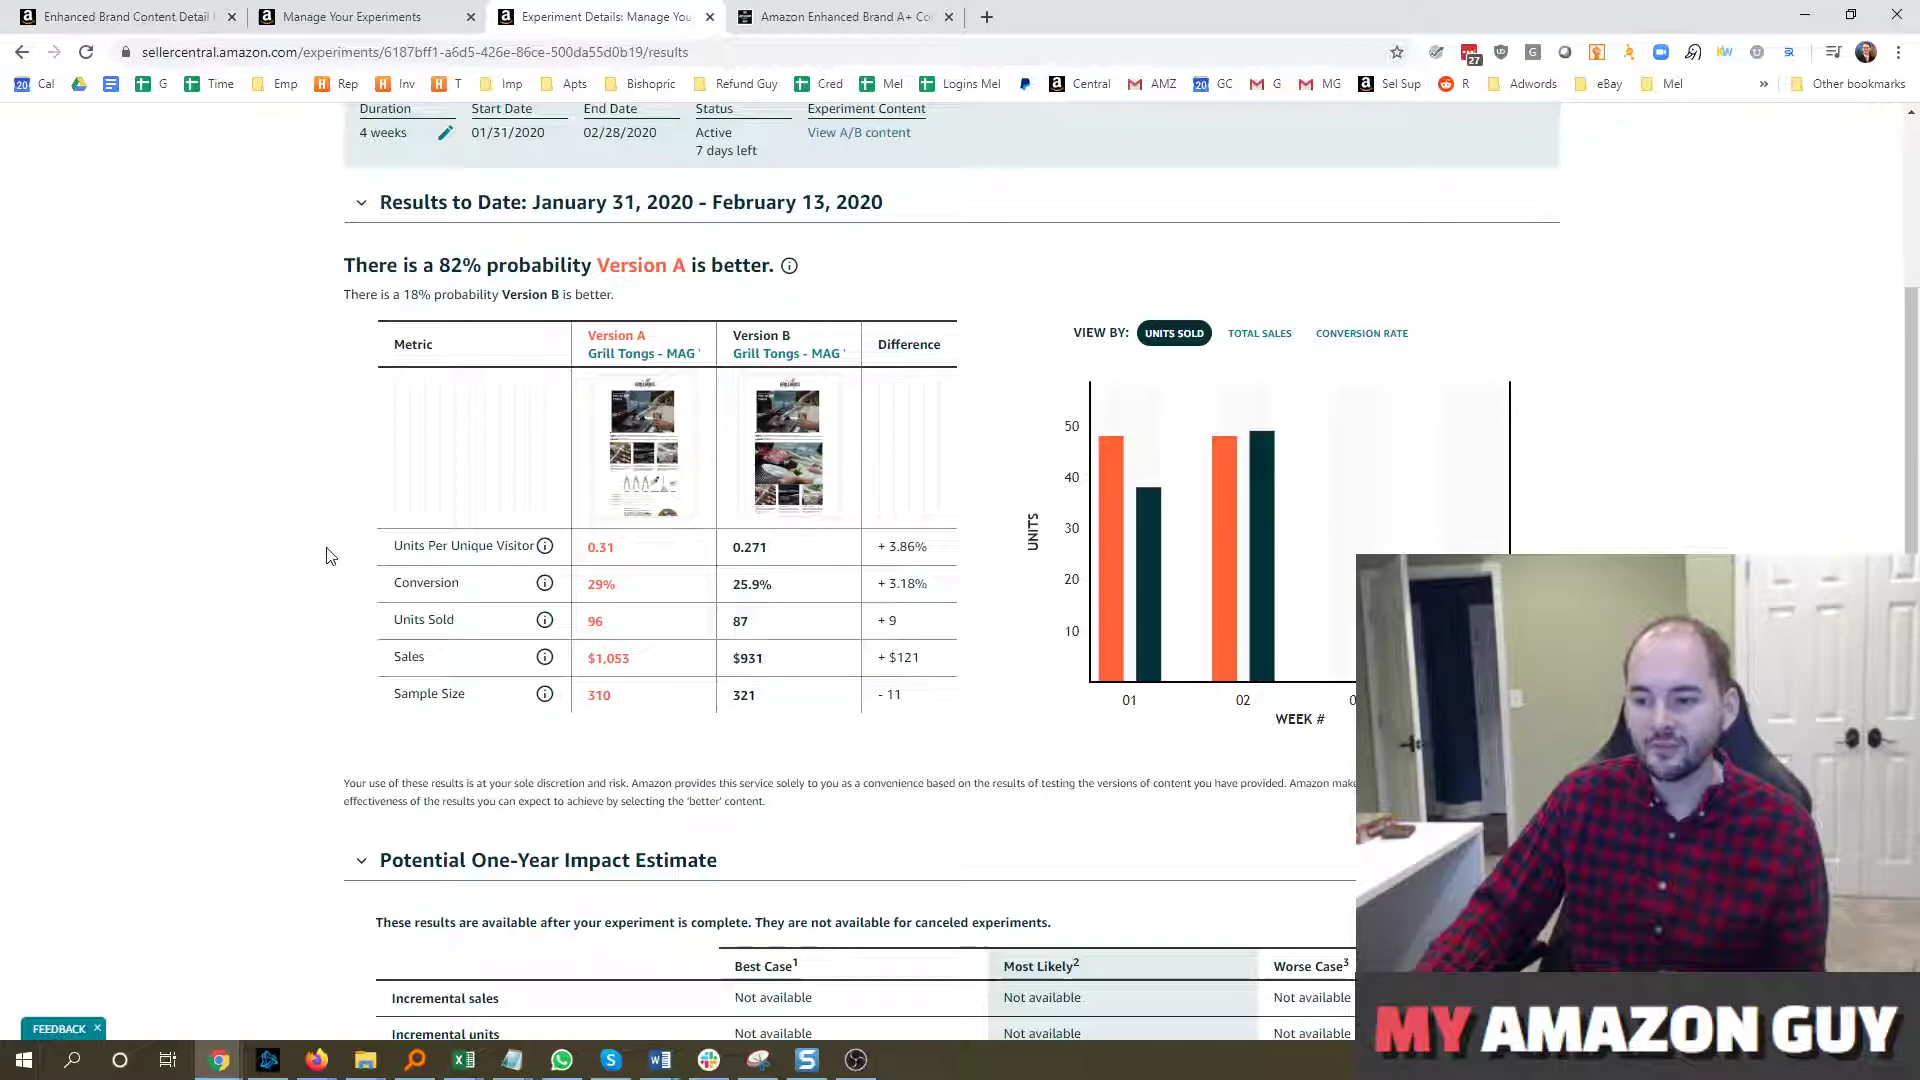 Enhanced Brand Content Detail
Manage Your Experiments
Experiment Details: Manage You
Amazon Enhanced Brand A+ Co
sellercentral.amazon.com/experiments/6187bff1-a6d5-426e-86ce-500da55d0b19/results
27
20 Cal
G
Time
Emp
Rep
Inv
T
Imp
Apts
Bishopric
Refund Guy
Cred
Mel
Logins Mel
Central
AMZ
20 GC
G
MG
Sel Sup
R
Adwords
eBay
Mel
»
Other bookmarks
Duration Start Date End Date Status Experiment Content
4 weeks 01/31/2020 02/28/2020 Active View A/B content
7 days left
Results to Date: January 31, 2020 - February 13, 2020
There is a 82% probability Version A is better.
There is a 18% probability Version B is better.
Metric Version A Version B Difference
Grill Tongs - MAG Grill Tongs - MAG
Units Per Unique Visitor 0.31 0.271 + 3.86%
Conversion 29% 25.9% + 3.18%
Units Sold 96 87 + 9
Sales $1,053 $931 + $121
Sample Size 310 321 - 11
VIEW BY: UNITS SOLD TOTAL SALES CONVERSION RATE
50
40
30
20
10
UNITS
01 02 0
WEEK #
Your use of these results is at your sole discretion and risk. Amazon provides this service solely to you as a convenience based on the results of testing the versions of content you have provided. Amazon make
effectiveness of the results you can expect to achieve by selecting the 'better' content.
Potential One-Year Impact Estimate
These results are available after your experiment is complete. They are not available for canceled experiments.
Best Case1 Most Likely2 Worse Case3
Incremental sales Not available Not available Not available
Incremental units Not available Not available Not available
FEEDBACK ×
MY AMAZON GUY